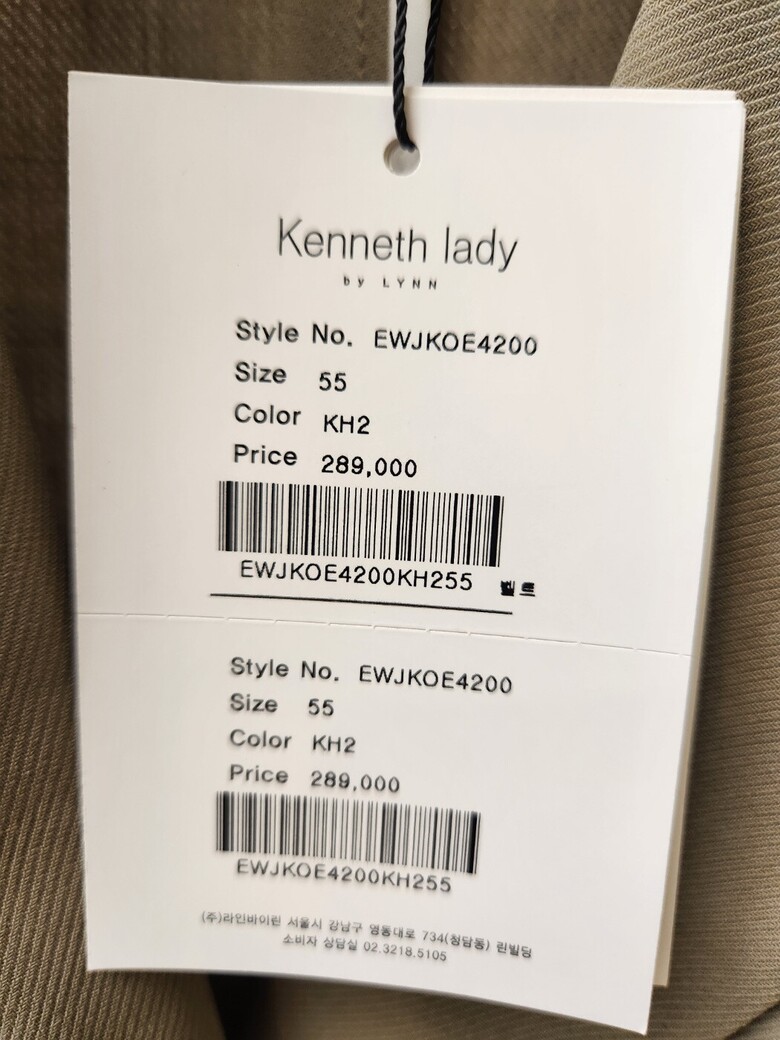 Kenneth lady
by LYNN
Style No. EWJKOE4200
Size 55
Color KH2
Price 289,000
EWJKOE4200KH255 벨트
Style No. EWJKOE4200
Size 55
Color KH2
Price 289,000
EWJKOE4200KH255
(주)라인바이린 서울시 강남구 영동대로 734(청담동) 린빌딩
소비자 상담실 02.3218.5105